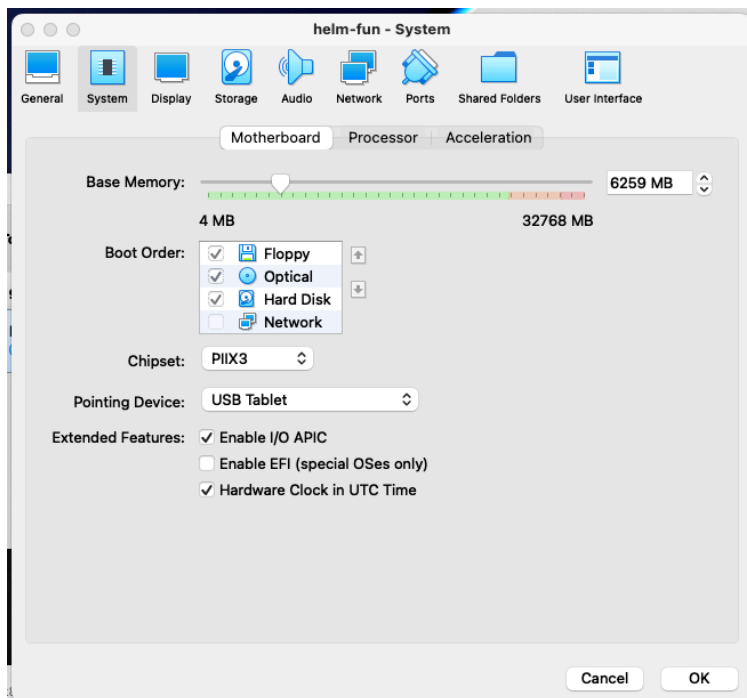 helm-fun - System
General System Display Storage Audio Network Ports Shared Folders User Interface
Motherboard Processor Acceleration
Base Memory: 6259 MB
4 MB 32768 MB
Boot Order: Floppy
Optical
Hard Disk
Network
Chipset: PIIX3
Pointing Device: USB Tablet
Extended Features: Enable I/O APIC
Enable EFI (special OSes only)
Hardware Clock in UTC Time
Cancel OK